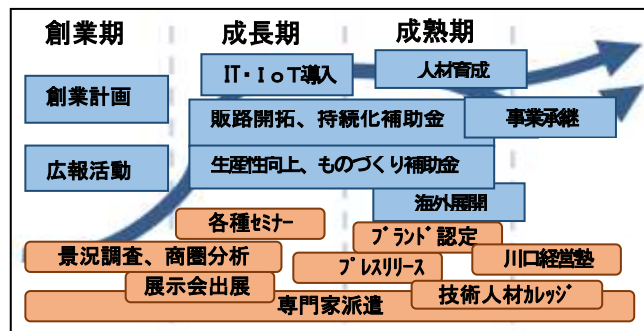 創業期
成長期
成熟期
IT・IoT導入
人材育成
創業計画
販路開拓、持続化補助金
事業承継
広報活動
生産性向上、ものづくり補助金
海外展開
各種ｾﾐﾅｰ
ﾌﾞﾗﾝﾄﾞ認定
景況調査、商圏分析
ﾌﾟﾚｽﾘﾘｰｽ
川口経営塾
展示会出展
技術人材ｶﾚｯｼﾞ
専門家派遣